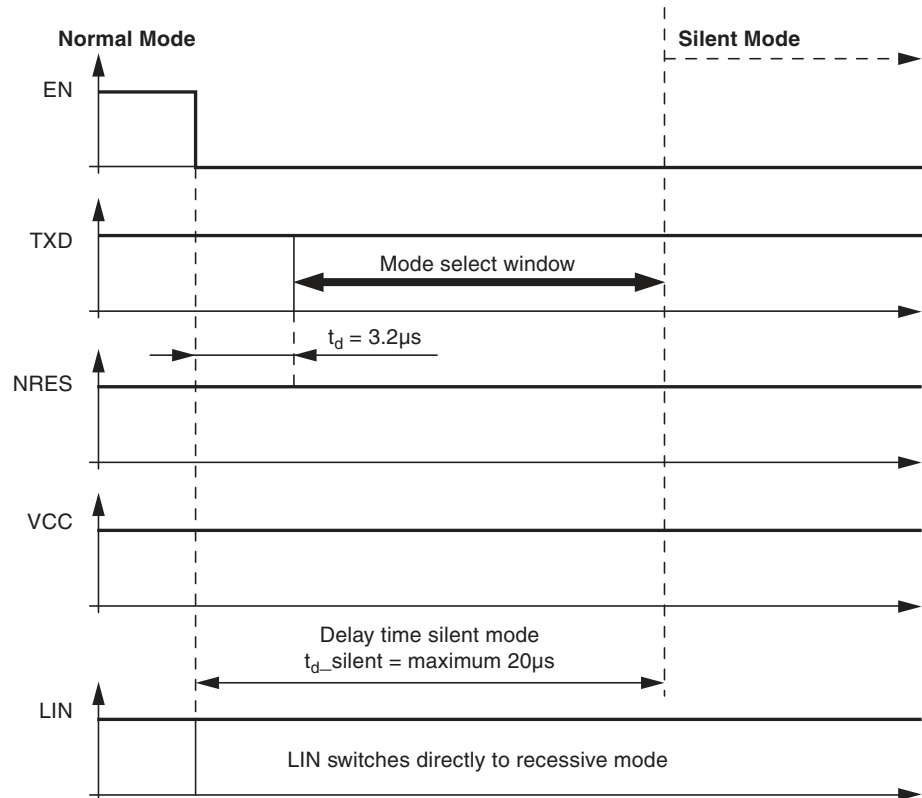 Normal Mode
Silent Mode
EN
TXD
Mode select window
t_d = 3.2µs
NRES
VCC
Delay time silent mode
t_d_silent = maximum 20µs
LIN
LIN switches directly to recessive mode